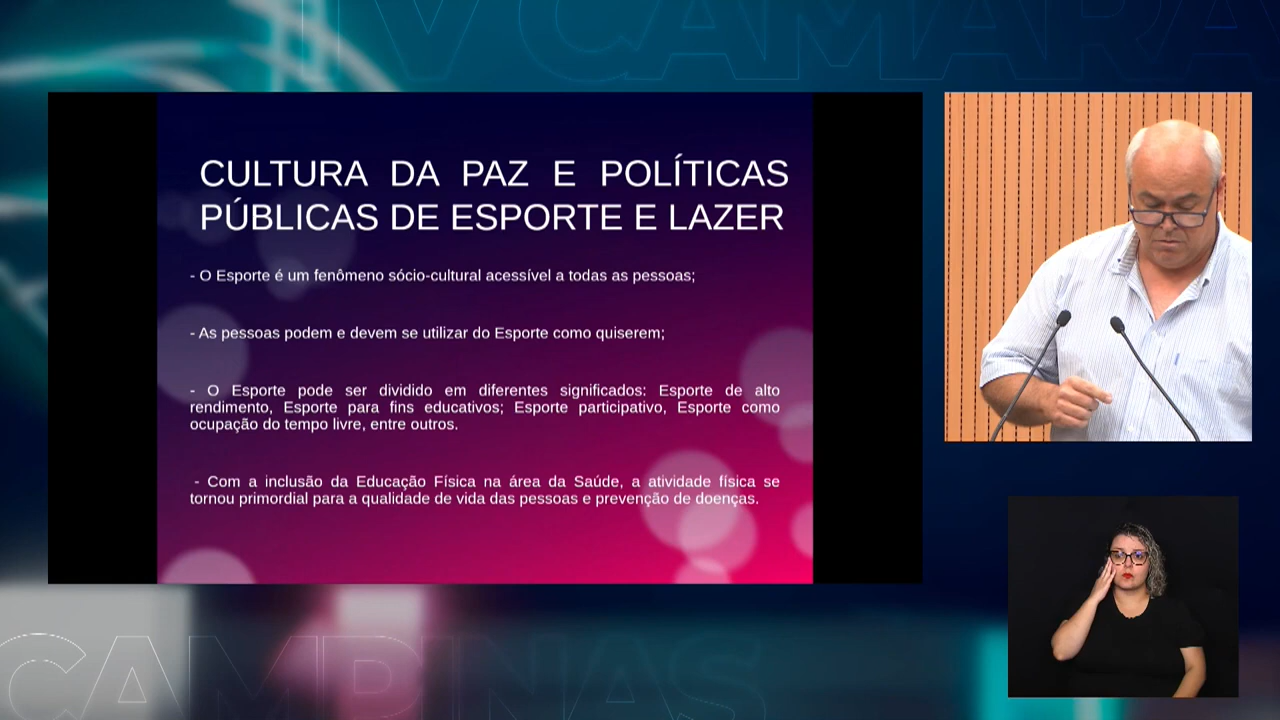 TV CÂMARA
CULTURA DA PAZ E POLÍTICAS
PÚBLICAS DE ESPORTE E LAZER
- O Esporte é um fenômeno sócio-cultural acessível a todas as pessoas;
- As pessoas podem e devem se utilizar do Esporte como quiserem;
- O Esporte pode ser dividido em diferentes significados: Esporte de alto
rendimento, Esporte para fins educativos; Esporte participativo, Esporte como
ocupação do tempo livre, entre outros.
- Com a inclusão da Educação Física na área da Saúde, a atividade física se
tornou primordial para a qualidade de vida das pessoas e prevenção de doenças.
CAMPINAS